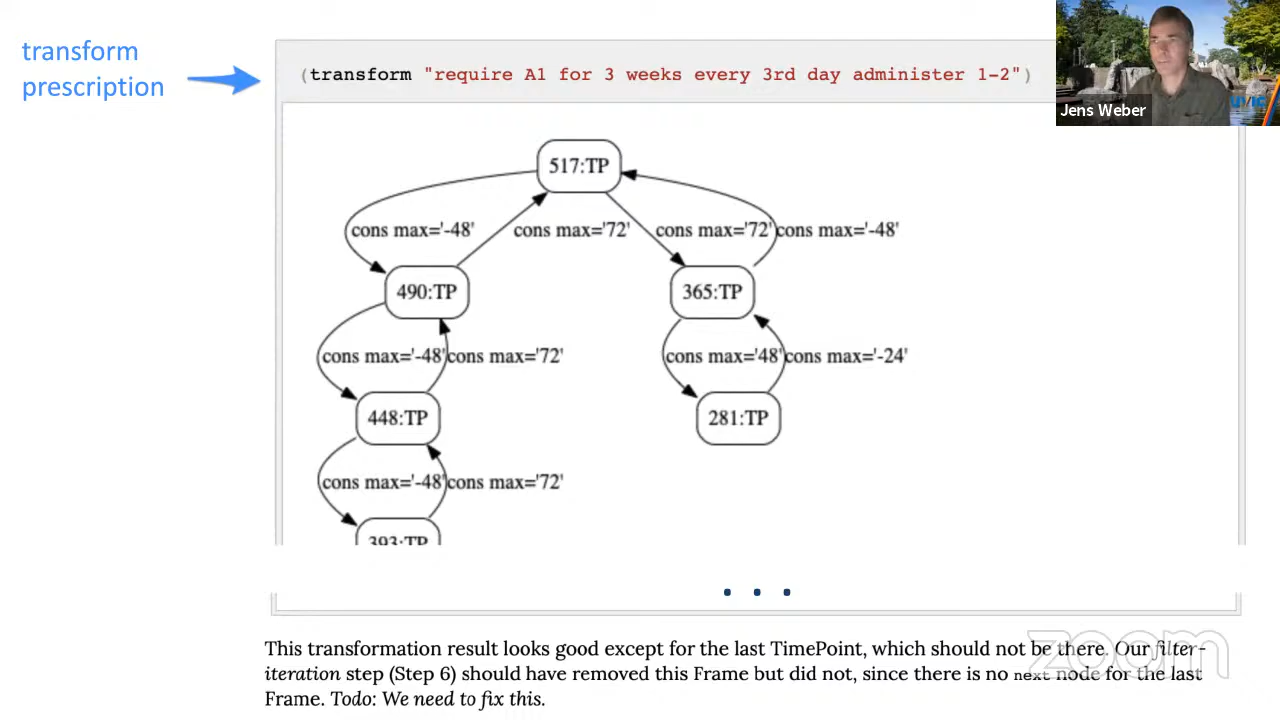 transform
prescription
(transform "require A1 for 3 weeks every 3rd day administer 1-2")
Jens Weber
UVIC
517:TP
cons max='-48' cons max='72' cons max='72' cons max='-48'
490:TP 365:TP
cons max='-48' cons max='72' cons max='48' cons max='-24'
448:TP 281:TP
cons max='-48' cons max='72'
393:TP
. . .
This transformation result looks good except for the last TimePoint, which should not be there. Our filter-
iteration step (Step 6) should have removed this Frame but did not, since there is no next node for the last
Frame. Todo: We need to fix this.
zoom